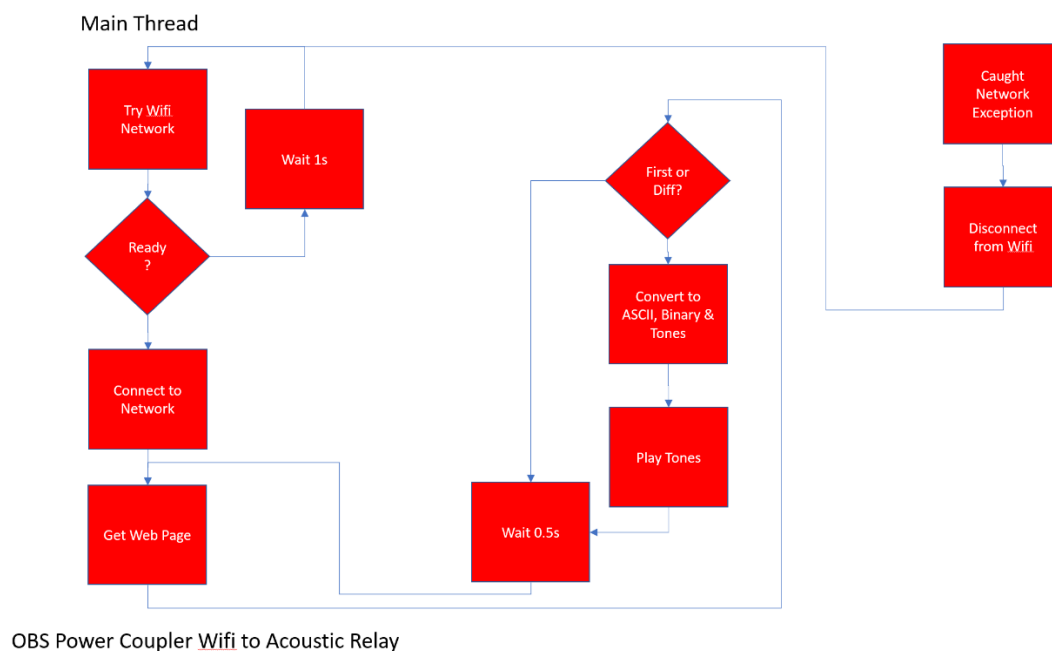 Main Thread
Try Wifi
Network
Wait 1s
Ready
?
Connect to
Network
Get Web Page
First or
Diff?
Convert to
ASCII, Binary &
Tones
Play Tones
Wait 0.5s
Caught
Network
Exception
Disconnect
from Wifi
OBS Power Coupler Wifi to Acoustic Relay